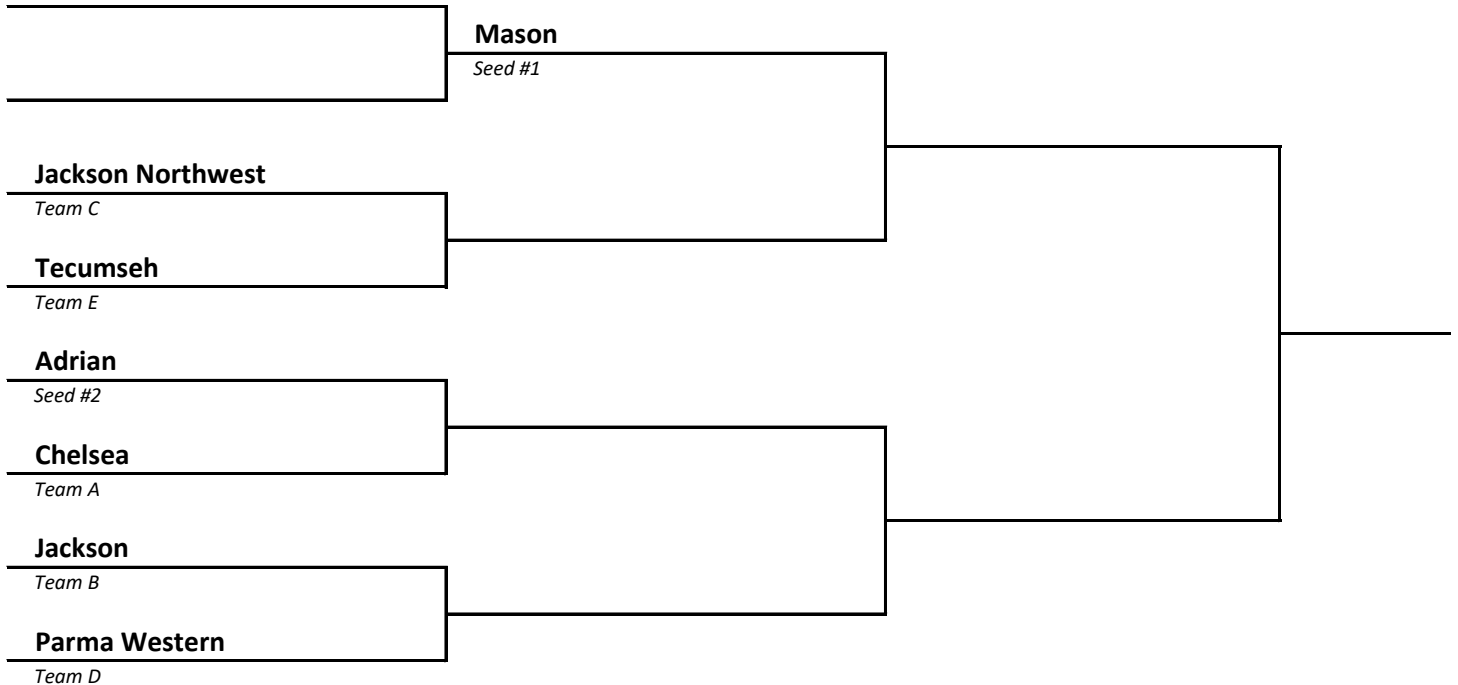 Mason
Seed #1
Jackson Northwest
Team C
Tecumseh
Team E
Adrian
Seed #2
Chelsea
Team A
Jackson
Team B
Parma Western
Team D